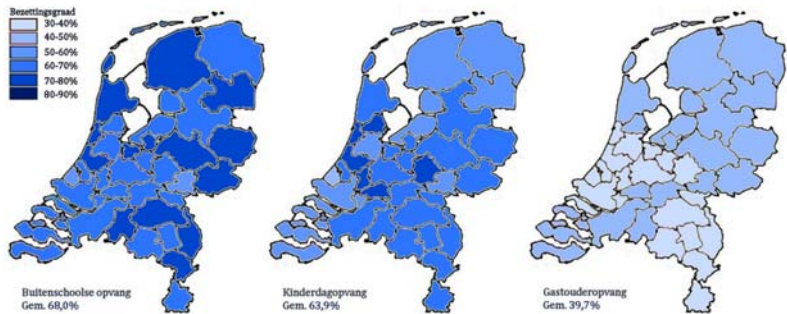 Bezettingsgraad
30-40%
40-50%
50-60%
60-70%
70-80%
80-90%
Buitenschoolse opvang
Gem. 68,0%
Kinderdagopvang
Gem. 63,9%
Gastouderopvang
Gem. 39,7%